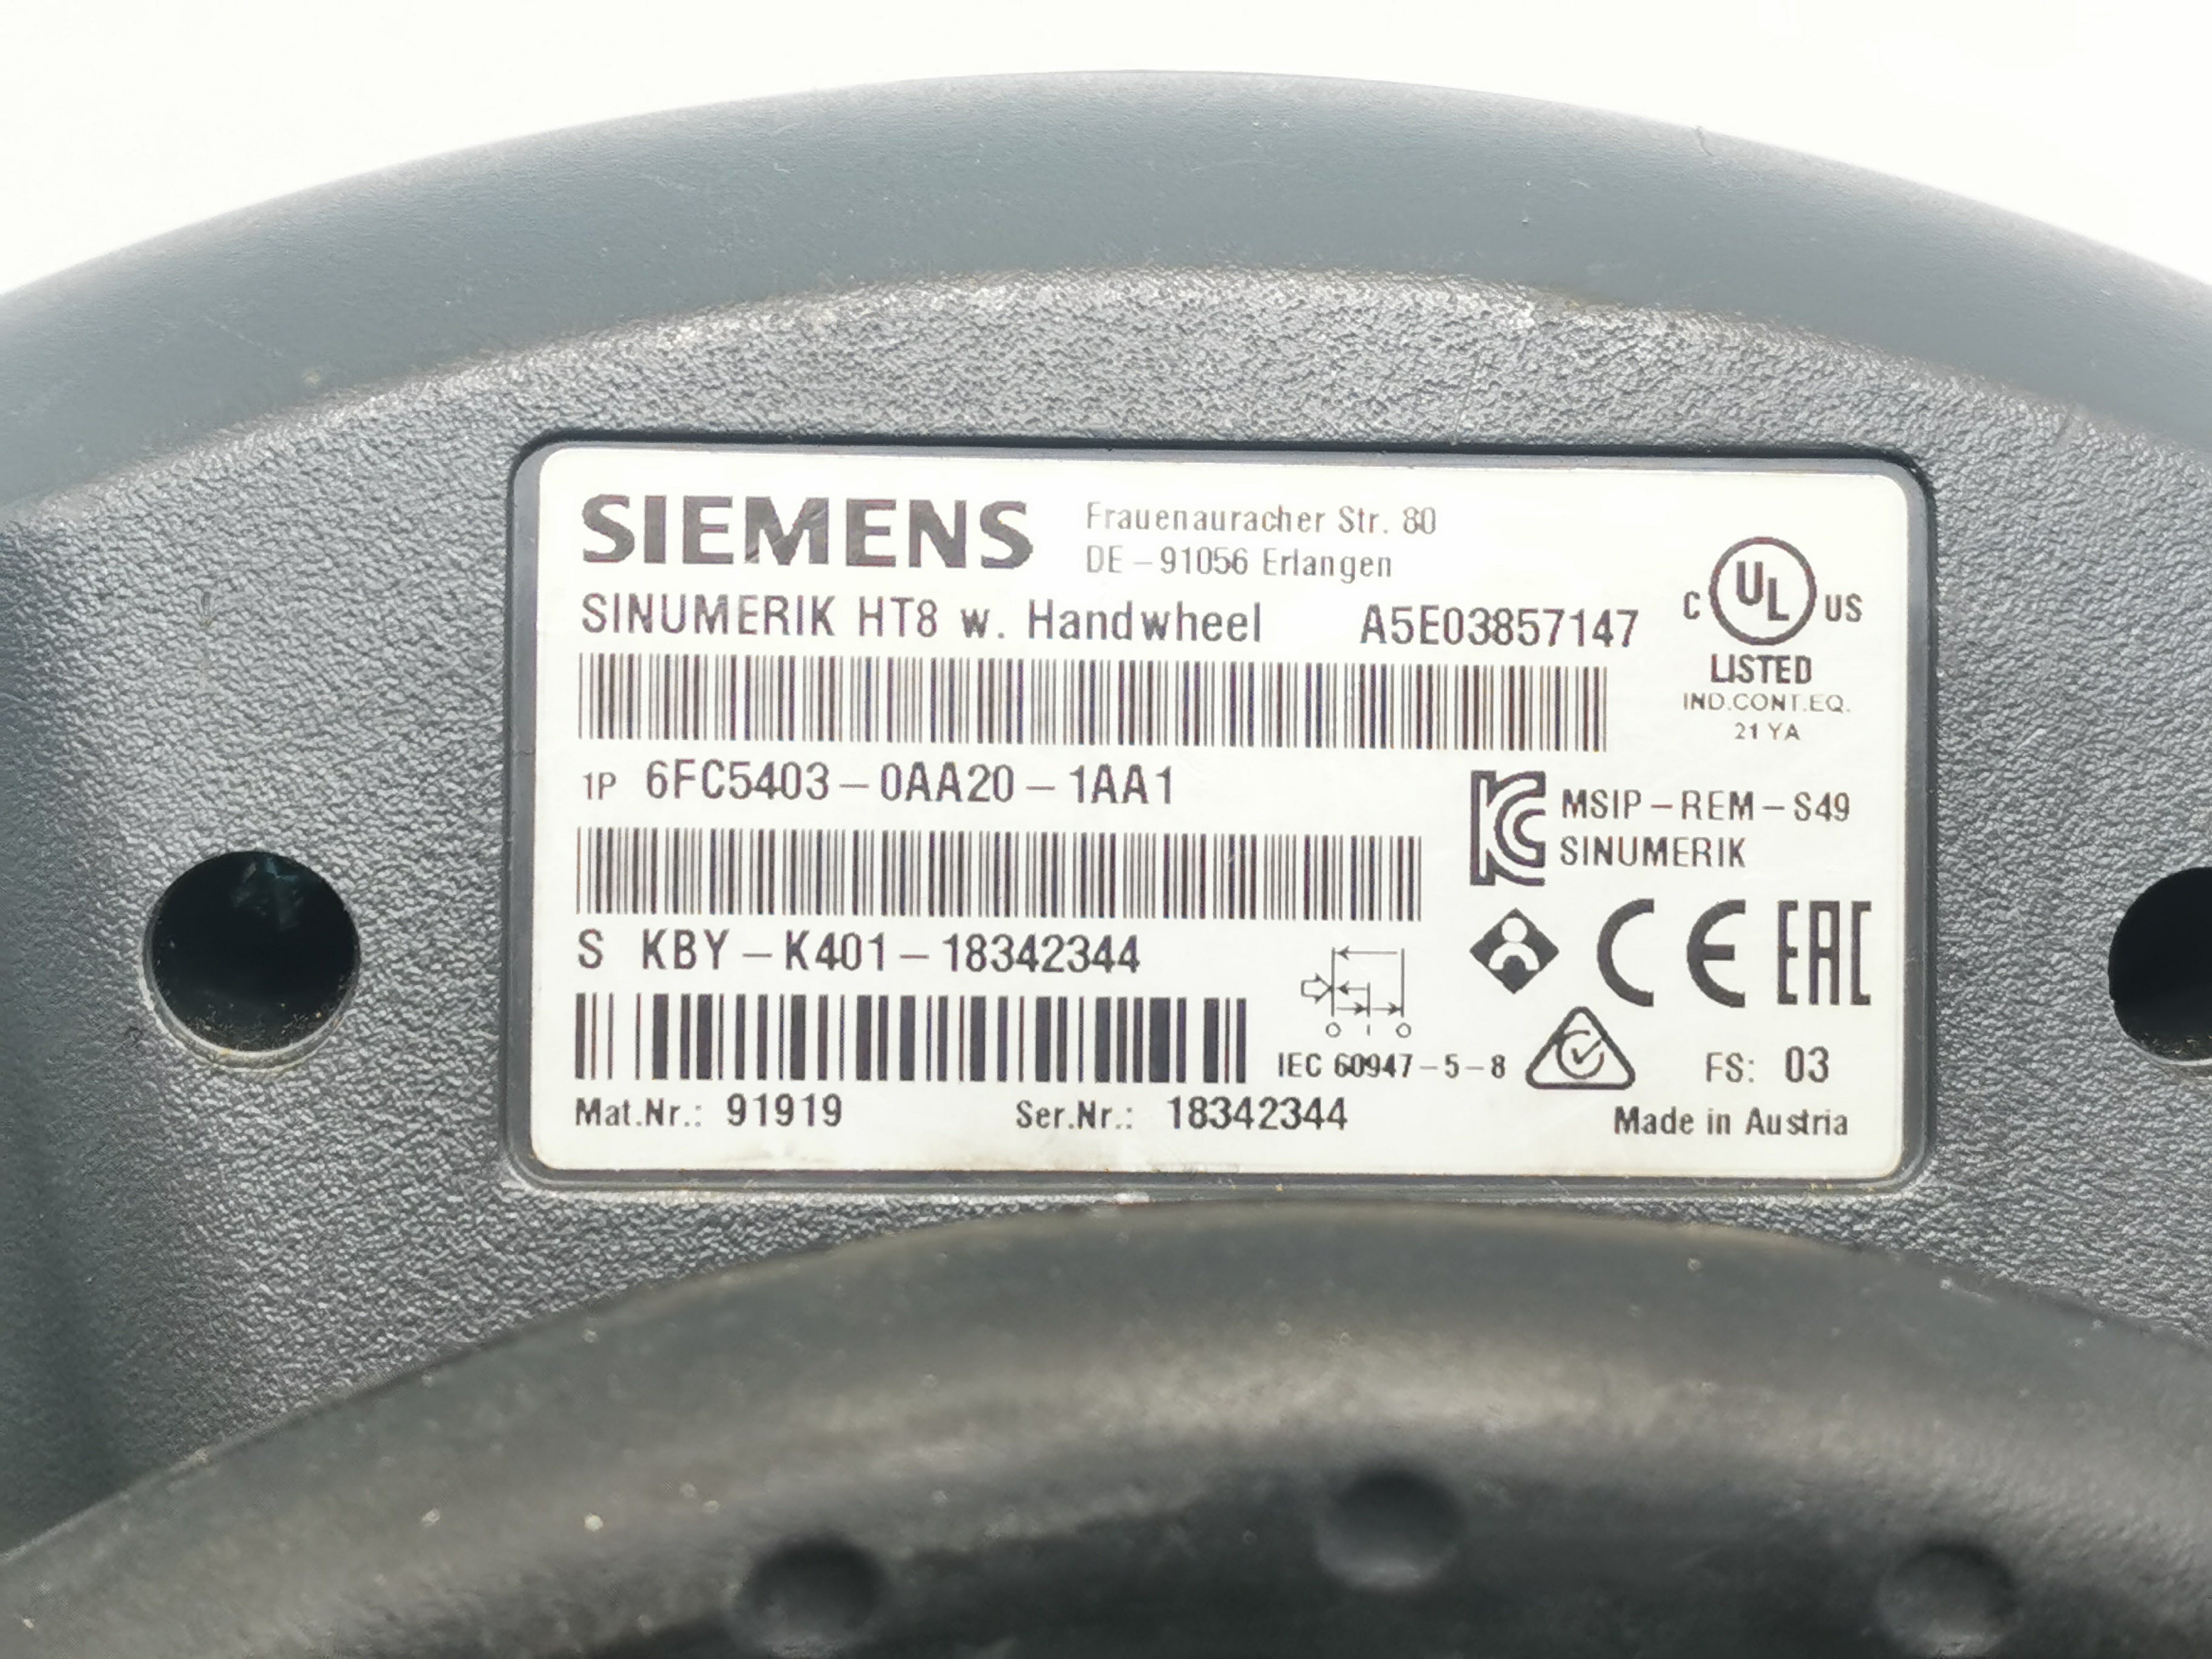 SIEMENS
Frauenauracher Str. 80
DE – 91056 Erlangen
SINUMERIK HT8 w. Handwheel A5E03857147
C UL US
LISTED
IND.CONT.EQ.
21 YA
1P 6FC5403 – 0AA20 – 1AA1
MSIP – REM – S49
SINUMERIK
S KBY – K401 – 18342344
CE EAC
O I O
IEC 60947 – 5 – 8
FS: 03
Mat.Nr.: 91919 Ser.Nr.: 18342344
Made in Austria